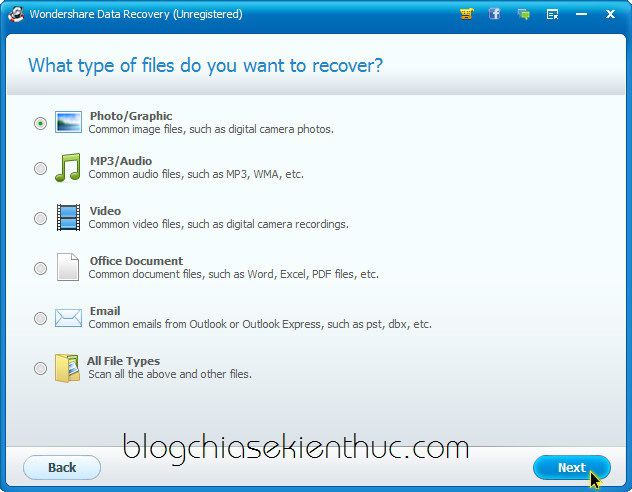 Wondershare Data Recovery (Unregistered)
What type of files do you want to recover?
Photo/Graphic
Common image files, such as digital camera photos.
MP3/Audio
Common audio files, such as MP3, WMA, etc.
Video
Common video files, such as digital camera recordings.
Office Document
Common document files, such as Word, Excel, PDF files, etc.
Email
Common emails from Outlook or Outlook Express, such as pst, dbx, etc.
All File Types
Scan all the above and other files.
blogchiasekienthuc.com
Back
Next